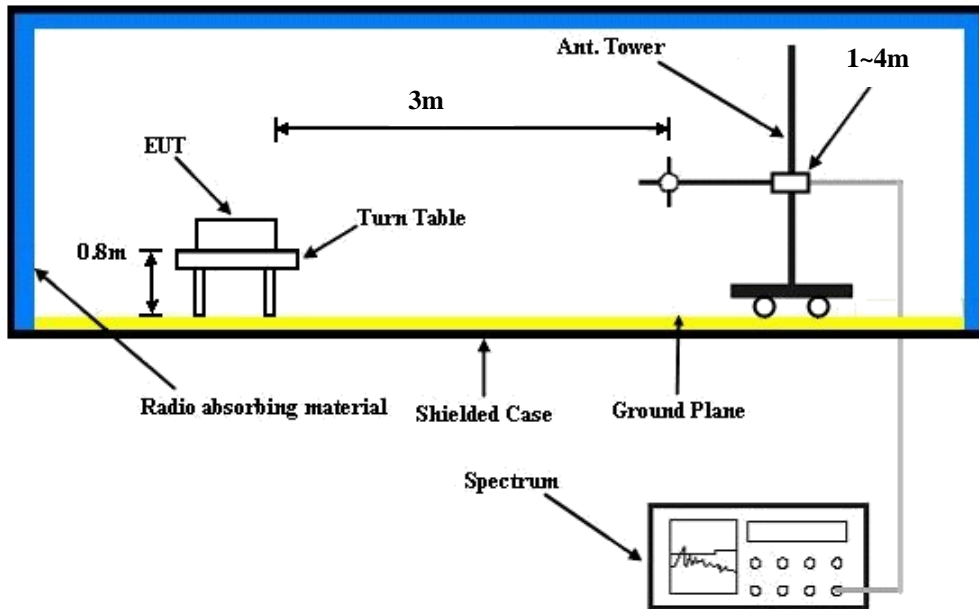 Ant. Tower
1~4m
3m
EUT
Turn Table
0.8m
Radio absorbing material
Shielded Case
Ground Plane
Spectrum